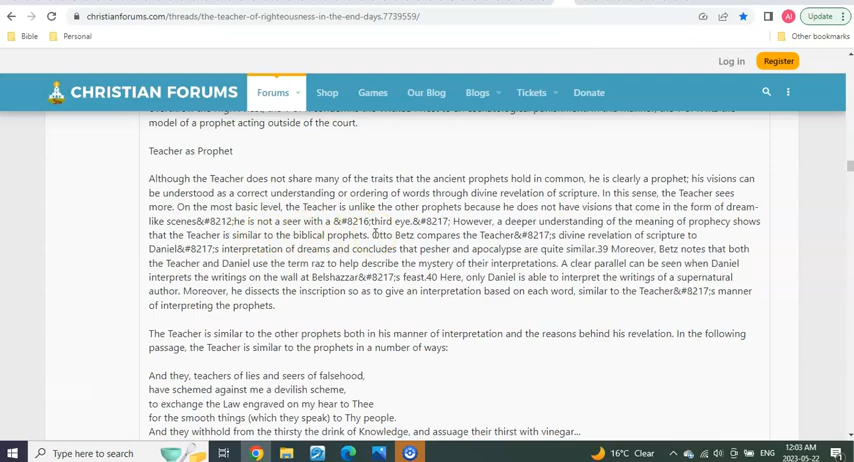 christianforums.com/threads/the-teacher-of-righteousness-in-the-end-days.7739559/
AI
Update
Bible
Personal
Other bookmarks
Log in
Register
CHRISTIAN FORUMS
Forums
Shop
Games
Our Blog
Blogs
Tickets
Donate
model of a prophet acting outside of the court.
Teacher as Prophet
Although the Teacher does not share many of the traits that the ancient prophets hold in common, he is clearly a prophet; his visions can
be understood as a correct understanding or ordering of words through divine revelation of scripture. In this sense, the Teacher sees
more. On the most basic level, the Teacher is unlike the other prophets because he does not have visions that come in the form of dream-
like scenes&#8212;he is not a seer with a &#8216;third eye.&#8217; However, a deeper understanding of the meaning of prophecy shows
that the Teacher is similar to the biblical prophets. Otto Betz compares the Teacher&#8217;s divine revelation of scripture to
Daniel&#8217;s interpretation of dreams and concludes that pesher and apocalypse are quite similar.39 Moreover, Betz notes that both
the Teacher and Daniel use the term raz to help describe the mystery of their interpretations. A clear parallel can be seen when Daniel
interprets the writings on the wall at Belshazzar&#8217;s feast.40 Here, only Daniel is able to interpret the writings of a supernatural
author. Moreover, he dissects the inscription so as to give an interpretation based on each word, similar to the Teacher&#8217;s manner
of interpreting the prophets.
The Teacher is similar to the other prophets both in his manner of interpretation and the reasons behind his revelation. In the following
passage, the Teacher is similar to the prophets in a number of ways:
And they, teachers of lies and seers of falsehood,
have schemed against me a devilish scheme,
to exchange the Law engraved on my hear to Thee
for the smooth things (which they speak) to Thy people.
And they withhold from the thirsty the drink of Knowledge, and assuage their thirst with vinegar...
Type here to search
16°C Clear
ENG
12:03 AM
2023-05-22